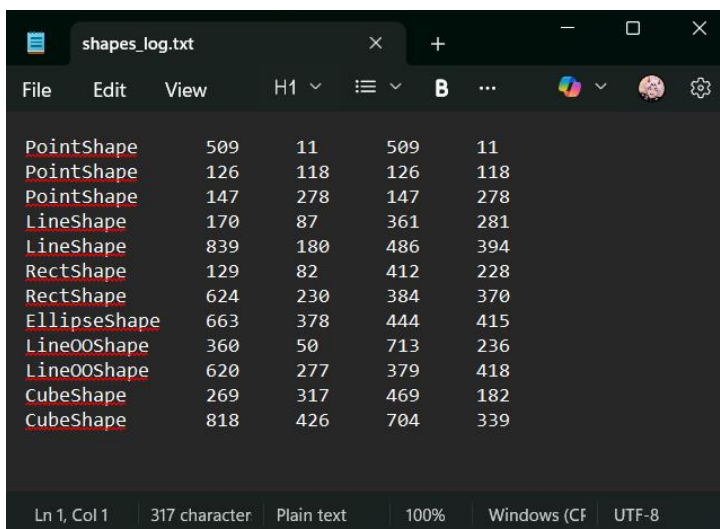 shapes_log.txt
File Edit View H1 B ...
PointShape 509 11 509 11
PointShape 126 118 126 118
PointShape 147 278 147 278
LineShape 170 87 361 281
LineShape 839 180 486 394
RectShape 129 82 412 228
RectShape 624 230 384 370
EllipseShape 663 378 444 415
LineOOShape 360 50 713 236
LineOOShape 620 277 379 418
CubeShape 269 317 469 182
CubeShape 818 426 704 339
Ln 1, Col 1 317 character Plain text 100% Windows (CF UTF-8